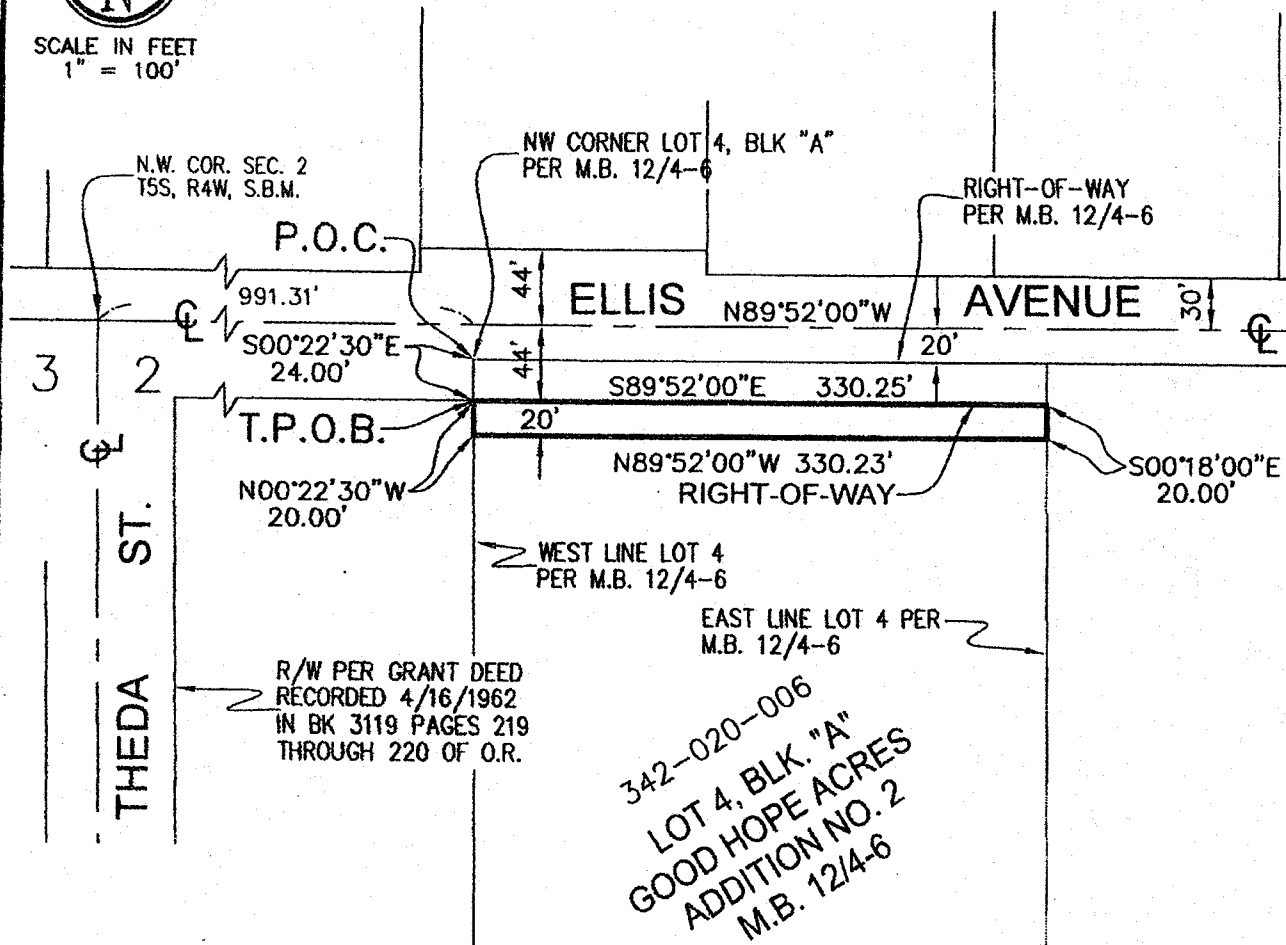 N
SCALE IN FEET
1" = 100'
N.W. COR. SEC. 2
T5S, R4W, S.B.M.
NW CORNER LOT 4, BLK "A"
PER M.B. 12/4-6
RIGHT-OF-WAY
PER M.B. 12/4-6
P.O.C.
991.31'
44'
ELLIS
N89°52'00"W
AVENUE
30'
℄
℄
S00°22'30"E
24.00'
44'
20'
3
2
S89°52'00"E 330.25'
T.P.O.B.
20'
℄
N00°22'30"W
20.00'
N89°52'00"W 330.23'
RIGHT-OF-WAY
S00°18'00"E
20.00'
THEDA ST.
WEST LINE LOT 4
PER M.B. 12/4-6
EAST LINE LOT 4 PER
M.B. 12/4-6
R/W PER GRANT DEED
RECORDED 4/16/1962
IN BK 3119 PAGES 219
THROUGH 220 OF O.R.
342-020-006
LOT 4, BLK. "A"
GOOD HOPE ACRES
ADDITION NO. 2
M.B. 12/4-6